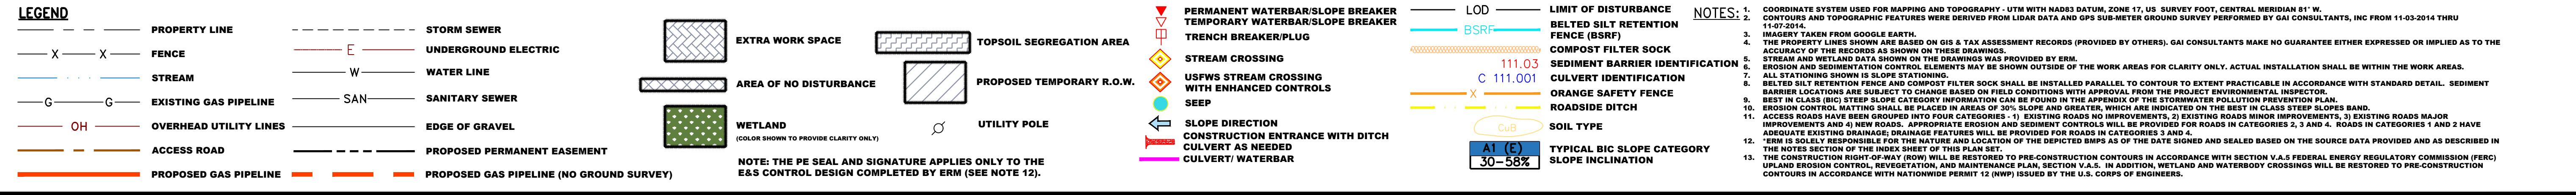 LEGEND
PROPERTY LINE
X X FENCE
STREAM
G G EXISTING GAS PIPELINE
OH OVERHEAD UTILITY LINES
ACCESS ROAD
PROPOSED GAS PIPELINE
STORM SEWER
E UNDERGROUND ELECTRIC
W WATER LINE
SAN SANITARY SEWER
EDGE OF GRAVEL
PROPOSED PERMANENT EASEMENT
PROPOSED GAS PIPELINE (NO GROUND SURVEY)
EXTRA WORK SPACE
AREA OF NO DISTURBANCE
WETLAND
(COLOR SHOWN TO PROVIDE CLARITY ONLY)
TOPSOIL SEGREGATION AREA
PROPOSED TEMPORARY R.O.W.
UTILITY POLE
NOTE: THE PE SEAL AND SIGNATURE APPLIES ONLY TO THE
E&S CONTROL DESIGN COMPLETED BY ERM (SEE NOTE 12).
PERMANENT WATERBAR/SLOPE BREAKER
TEMPORARY WATERBAR/SLOPE BREAKER
TRENCH BREAKER/PLUG
STREAM CROSSING
USFWS STREAM CROSSING
WITH ENHANCED CONTROLS
SEEP
SLOPE DIRECTION
CONSTRUCTION ENTRANCE WITH DITCH
CULVERT AS NEEDED
CULVERT/ WATERBAR
LOD LIMIT OF DISTURBANCE
BSRF BELTED SILT RETENTION
FENCE (BSRF)
COMPOST FILTER SOCK
111.03 SEDIMENT BARRIER IDENTIFICATION
C 111.001 CULVERT IDENTIFICATION
X ORANGE SAFETY FENCE
ROADSIDE DITCH
CuB SOIL TYPE
A1 (E) TYPICAL BIC SLOPE CATEGORY
30-58% SLOPE INCLINATION
NOTES:
1. COORDINATE SYSTEM USED FOR MAPPING AND TOPOGRAPHY - UTM WITH NAD83 DATUM, ZONE 17, US SURVEY FOOT, CENTRAL MERIDIAN 81° W.
2. CONTOURS AND TOPOGRAPHIC FEATURES WERE DERIVED FROM LIDAR DATA AND GPS SUB-METER GROUND SURVEY PERFORMED BY GAI CONSULTANTS, INC FROM 11-03-2014 THRU
11-07-2014.
3. IMAGERY TAKEN FROM GOOGLE EARTH.
4. THE PROPERTY LINES SHOWN ARE BASED ON GIS & TAX ASSESSMENT RECORDS (PROVIDED BY OTHERS). GAI CONSULTANTS MAKE NO GUARANTEE EITHER EXPRESSED OR IMPLIED AS TO THE
ACCURACY OF THE RECORDS AS SHOWN ON THESE DRAWINGS.
5. STREAM AND WETLAND DATA SHOWN ON THE DRAWINGS WAS PROVIDED BY ERM.
6. EROSION AND SEDIMENTATION CONTROL ELEMENTS MAY BE SHOWN OUTSIDE OF THE WORK AREAS FOR CLARITY ONLY. ACTUAL INSTALLATION SHALL BE WITHIN THE WORK AREAS.
7. ALL STATIONING SHOWN IS SLOPE STATIONING.
8. BELTED SILT RETENTION FENCE AND COMPOST FILTER SOCK SHALL BE INSTALLED PARALLEL TO CONTOUR TO EXTENT PRACTICABLE IN ACCORDANCE WITH STANDARD DETAIL. SEDIMENT
BARRIER LOCATIONS ARE SUBJECT TO CHANGE BASED ON FIELD CONDITIONS WITH APPROVAL FROM THE PROJECT ENVIRONMENTAL INSPECTOR.
9. BEST IN CLASS (BIC) STEEP SLOPE CATEGORY INFORMATION CAN BE FOUND IN THE APPENDIX OF THE STORMWATER POLLUTION PREVENTION PLAN.
10. EROSION CONTROL MATTING SHALL BE PLACED IN AREAS OF 30% SLOPE AND GREATER, WHICH ARE INDICATED ON THE BEST IN CLASS STEEP SLOPES BAND.
11. ACCESS ROADS HAVE BEEN GROUPED INTO FOUR CATEGORIES - 1) EXISTING ROADS NO IMPROVEMENTS, 2) EXISTING ROADS MINOR IMPROVEMENTS, 3) EXISTING ROADS MAJOR
IMPROVEMENTS AND 4) NEW ROADS. APPROPRIATE EROSION AND SEDIMENT CONTROLS WILL BE PROVIDED FOR ROADS IN CATEGORIES 2, 3 AND 4. ROADS IN CATEGORIES 1 AND 2 HAVE
ADEQUATE EXISTING DRAINAGE; DRAINAGE FEATURES WILL BE PROVIDED FOR ROADS IN CATEGORIES 3 AND 4.
12. "ERM IS SOLELY RESPONSIBLE FOR THE NATURE AND LOCATION OF THE DEPICTED BMPS AS OF THE DATE SIGNED AND SEALED BASED ON THE SOURCE DATA PROVIDED AND AS DESCRIBED IN
THE NOTES SECTION OF THE INDEX SHEET OF THIS PLAN SET.
13. THE CONSTRUCTION RIGHT-OF-WAY (ROW) WILL BE RESTORED TO PRE-CONSTRUCTION CONTOURS IN ACCORDANCE WITH SECTION V.A.5 FEDERAL ENERGY REGULATORY COMMISSION (FERC)
UPLAND EROSION CONTROL, REVEGETATION, AND MAINTENANCE PLAN, SECTION V.A.5. IN ADDITION, WETLAND AND WATERBODY CROSSINGS WILL BE RESTORED TO PRE-CONSTRUCTION
CONTOURS IN ACCORDANCE WITH NATIONWIDE PERMIT 12 (NWP) ISSUED BY THE U.S. CORPS OF ENGINEERS.